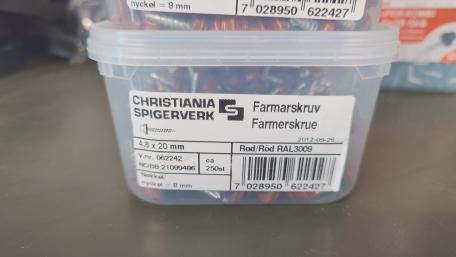 nyckel = 8 mm
7 028950 622427
CHRISTIANIA
SPIGERVERK
Farmarskruv
Farmerskrue
2012-09-26
4,8 x 20 mm
Rød/Röd RAL3009
V.nr. 062242
NOBB:21099486
ca
250st
Nøkkel/
nyckel = 8 mm
7 028950 622427